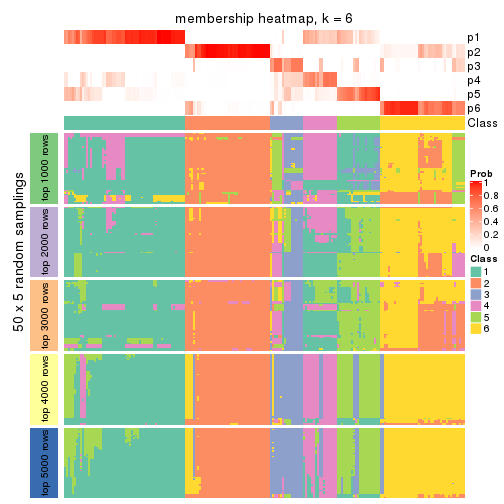 membership heatmap, k = 6
p1
p2
p3
p4
p5
p6
Class
50 x 5 random samplings
top 1000 rows
top 2000 rows
top 3000 rows
top 4000 rows
top 5000 rows
Prob
1
0.8
0.6
0.4
0.2
0
Class
1
2
3
4
5
6